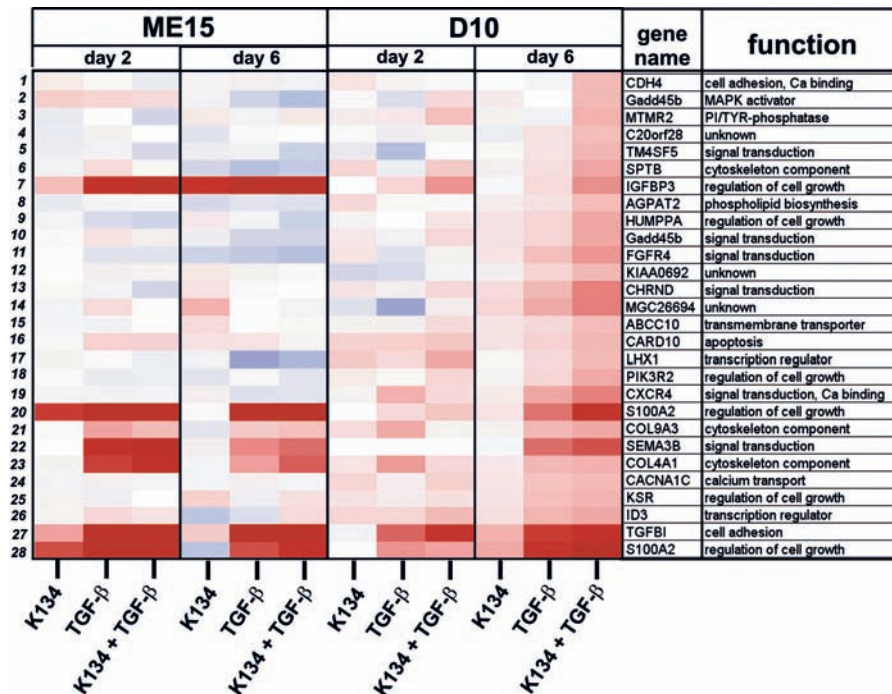 ME15 D10 gene name function
day 2 day 6 day 2 day 6
1 CDH4 cell adhesion, Ca binding
2 Gadd45b MAPK activator
3 MTMR2 PI/TYR-phosphatase
4 C20orf28 unknown
5 TM4SF5 signal transduction
6 SPTB cytoskeleton component
7 IGFBP3 regulation of cell growth
8 AGPAT2 phospholipid biosynthesis
9 HUMPPA regulation of cell growth
10 Gadd45b signal transduction
11 FGFR4 signal transduction
12 KIAA0692 unknown
13 CHRND signal transduction
14 MGC26694 unknown
15 ABCC10 transmembrane transporter
16 CARD10 apoptosis
17 LHX1 transcription regulator
18 PIK3R2 regulation of cell growth
19 CXCR4 signal transduction, Ca binding
20 S100A2 regulation of cell growth
21 COL9A3 cytoskeleton component
22 SEMA3B signal transduction
23 COL4A1 cytoskeleton component
24 CACNA1C calcium transport
25 KSR regulation of cell growth
26 ID3 transcription regulator
27 TGFBI cell adhesion
28 S100A2 regulation of cell growth
K134 TGF-β K134 + TGF-β K134 TGF-β K134 + TGF-β K134 TGF-β K134 + TGF-β K134 TGF-β K134 + TGF-β